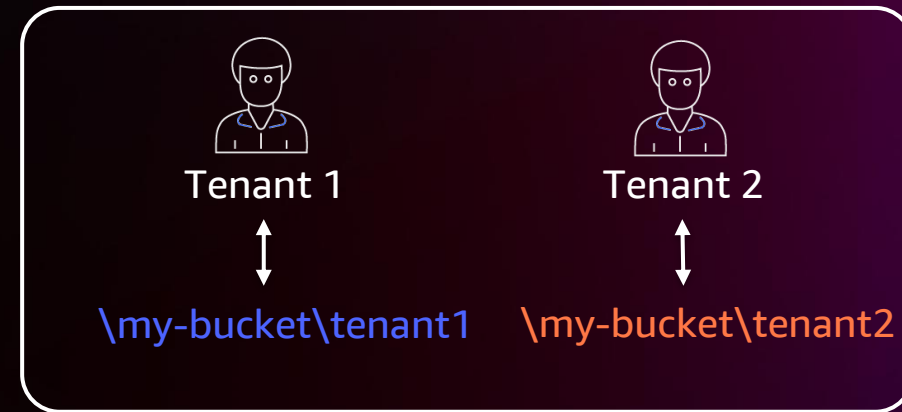 Tenant 1
Tenant 2
\my-bucket\tenant1
\my-bucket\tenant2